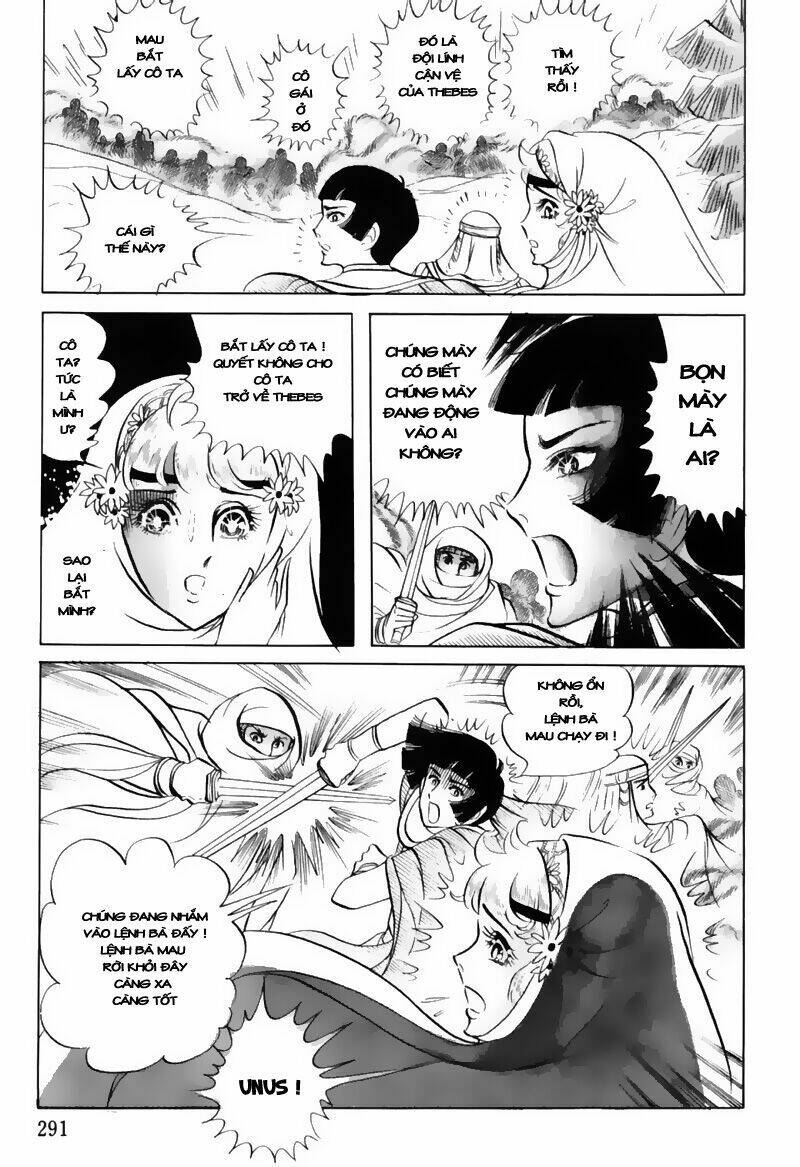 MAU
BẮT
LẤY CÔ TA
CÔ
GÁI
Ở
ĐÓ
ĐÓ LÀ
ĐỘI LÍNH
CẬN VỆ
CỦA THEBES
TÌM
THẤY
RỒI !
CÁI GÌ
THẾ NÀY?
CÔ
TA?
TỨC
LÀ
MÌNH
Ư?
BẮT LẤY CÔ TA !
QUYẾT KHÔNG CHO
CÔ TA
TRỞ VỀ THEBES
SAO
LẠI
BẮT
MÌNH?
CHÚNG MÀY
CÓ BIẾT
CHÚNG MÀY
ĐANG ĐỘNG
VÀO AI
KHÔNG?
BỌN
MÀY
LÀ
AI?
KHÔNG ỔN
RỒI,
LỆNH BÀ
MAU CHẠY ĐI !
CHÚNG ĐANG NHẮM
VÀO LỆNH BÀ ĐẤY !
LỆNH BÀ MAU
RỜI KHỎI ĐÂY
CÀNG XA
CÀNG TỐT
UNUS !
291